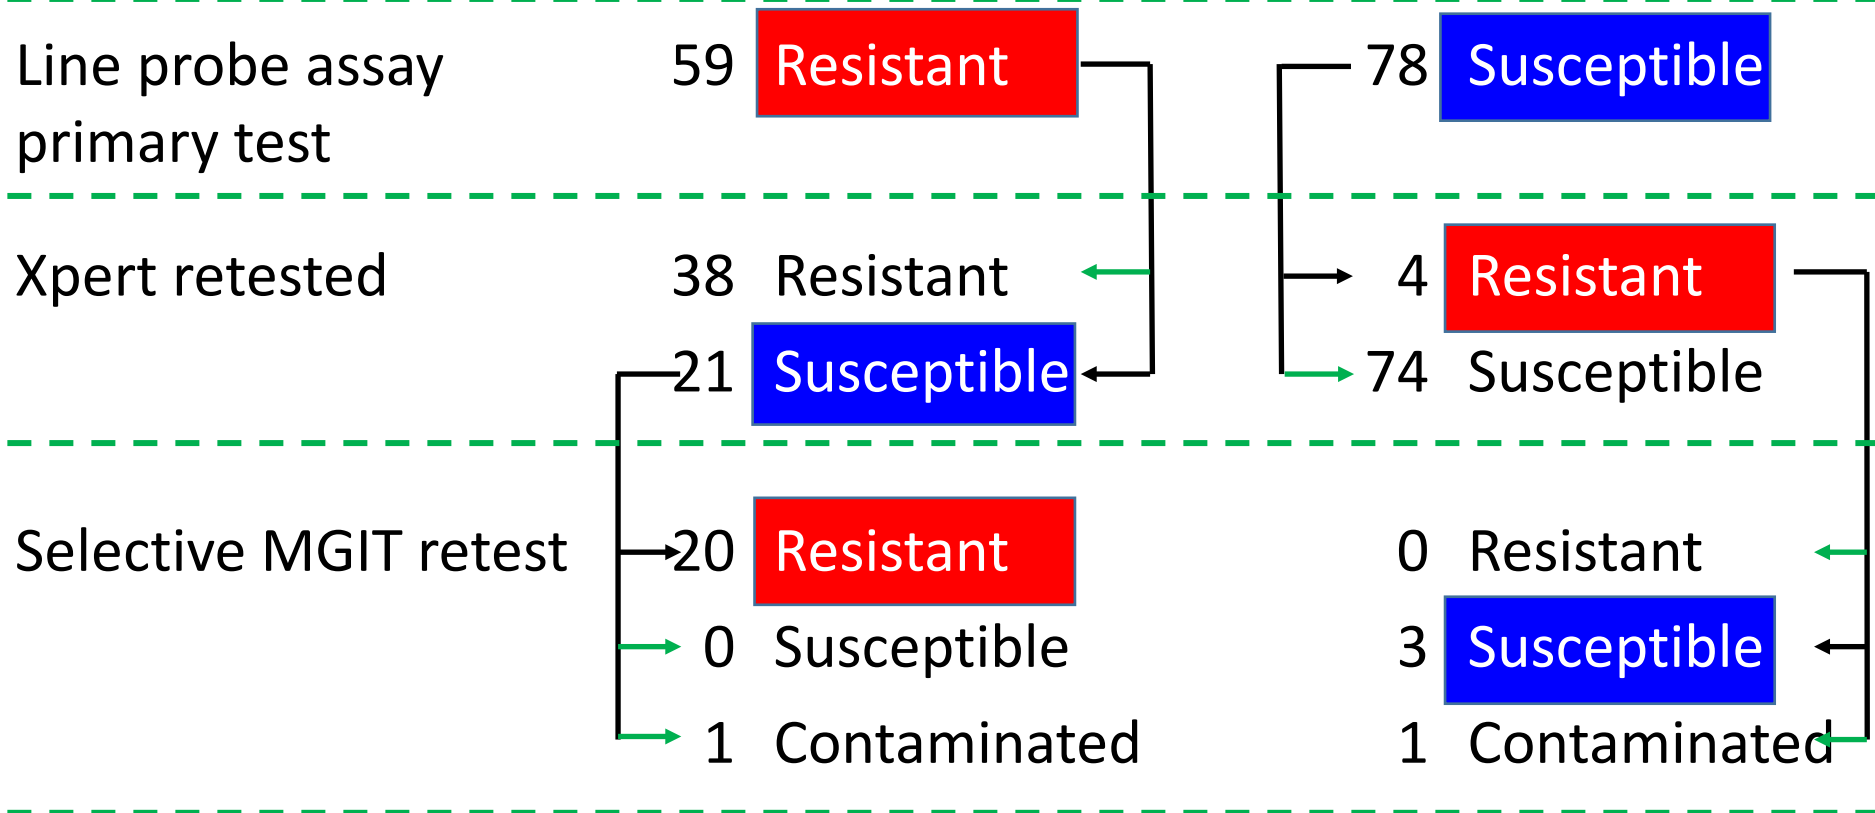 Line probe assay 59 Resistant 78 Susceptible
primary test
Xpert retested 38 Resistant 4 Resistant
21 Susceptible 74 Susceptible
Selective MGIT retest 20 Resistant 0 Resistant
0 Susceptible 3 Susceptible
1 Contaminated 1 Contaminated